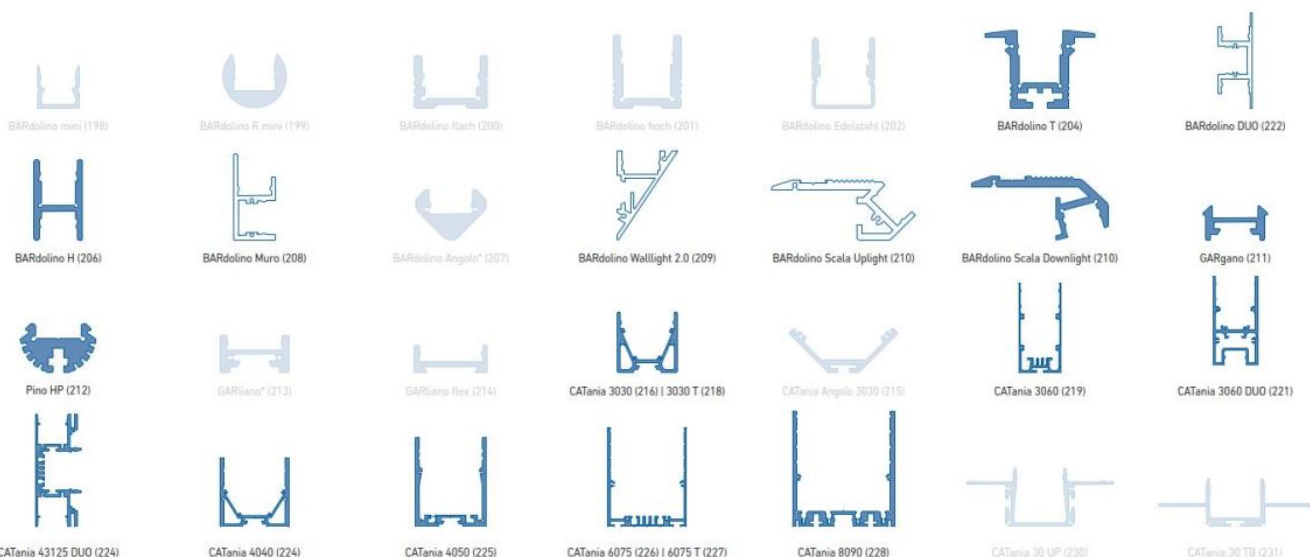 BARdolino mini (198)
BARdolino R mini (199)
BARdolino flach (200)
BARdolino hoch (201)
BARdolino Edelstahl (202)
BARdolino T (204)
BARdolino DUO (222)
BARdolino H (206)
BARdolino Muro (208)
BARdolino Angolo* (207)
BARdolino Walllight 2.0 (209)
BARdolino Scala Uplight (210)
BARdolino Scala Downlight (210)
GARgano (211)
Pino HP (212)
GARliano* (213)
GARliano flex (214)
CATania 3030 (216) | 3030 T (218)
CATania Angolo 3030 (215)
CATania 3060 (219)
CATania 3060 DUO (221)
CATania 43125 DUO (224)
CATania 4040 (224)
CATania 4050 (225)
CATania 6075 (226) | 6075 T (227)
CATania 8090 (228)
CATania 30 UP (230)
CATania 30 TB (231)